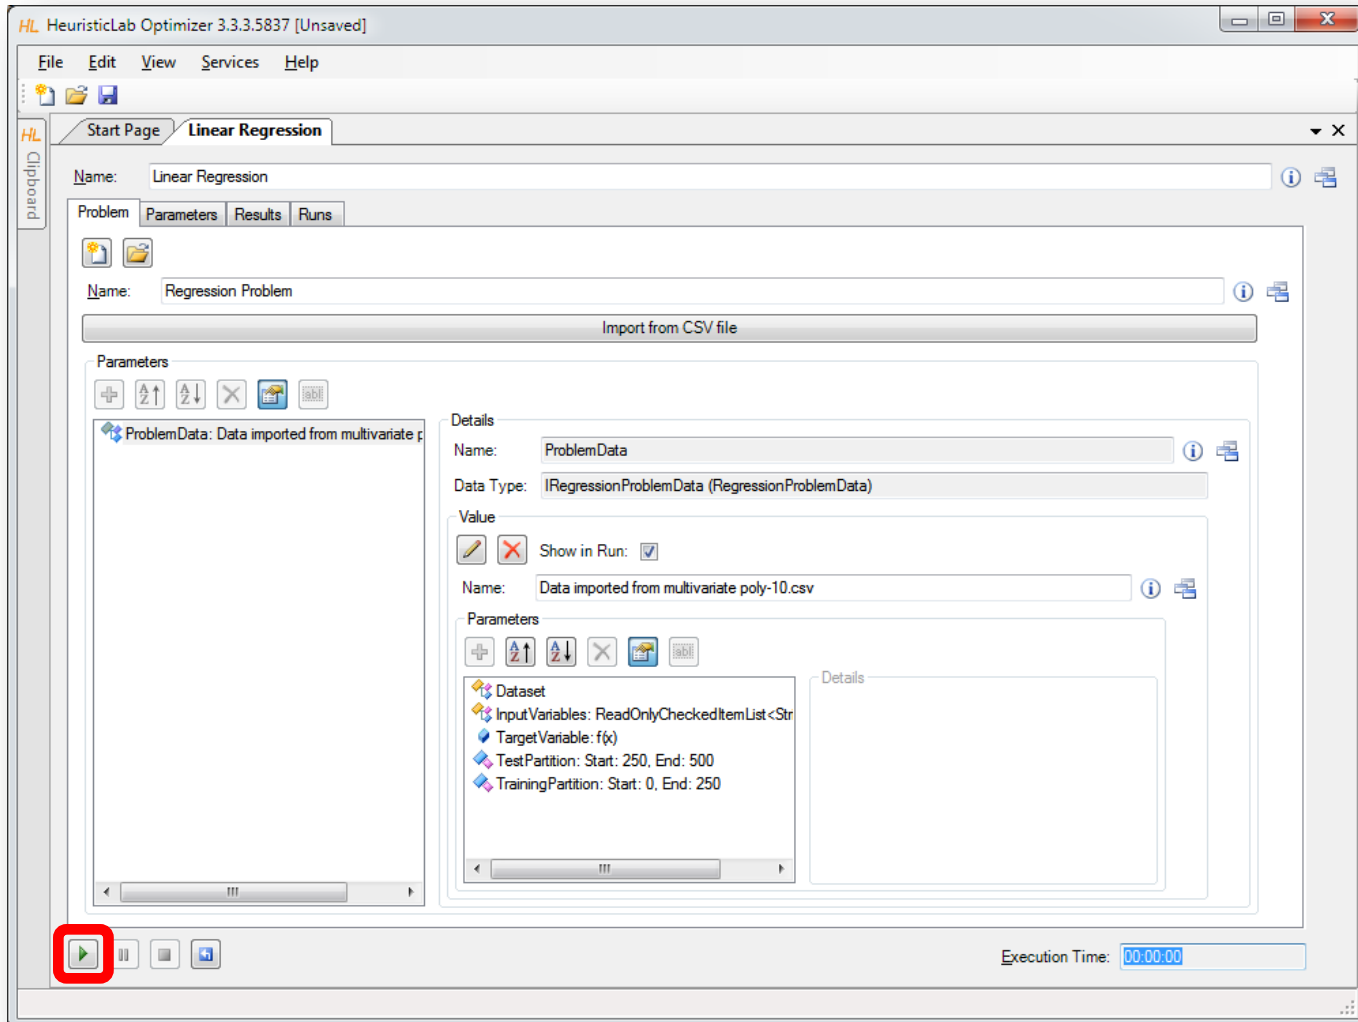 HL HeuristicLab Optimizer 3.3.3.5837 [Unsaved]
File Edit View Services Help
HL Clipboard
Start Page Linear Regression
Name: Linear Regression
Problem Parameters Results Runs
Name: Regression Problem
Import from CSV file
Parameters
ProblemData: Data imported from multivariate p
Details
Name: ProblemData
Data Type: IRegressionProblemData (RegressionProblemData)
Value
Show in Run:
Name: Data imported from multivariate poly-10.csv
Parameters
Dataset
InputVariables: ReadOnlyCheckedItemList<Str
TargetVariable: f(x)
TestPartition: Start: 250, End: 500
TrainingPartition: Start: 0, End: 250
Details
Execution Time: 00:00:00